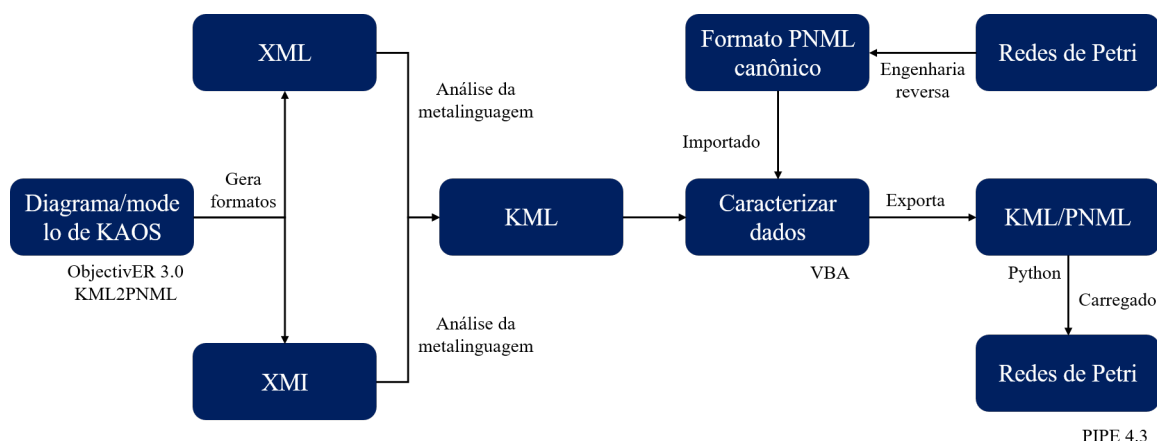 XML
Análise da
metalinguagem
Formato PNML
canônico
Engenharia
reversa
Redes de Petri
Importado
Diagrama/mode
lo de KAOS
Gera
formatos
KML
Caracterizar
dados
Exporta
KML/PNML
ObjectivER 3.0
KML2PNML
VBA
Python
Carregado
Análise da
metalinguagem
XMI
Redes de Petri
PIPE 4.3